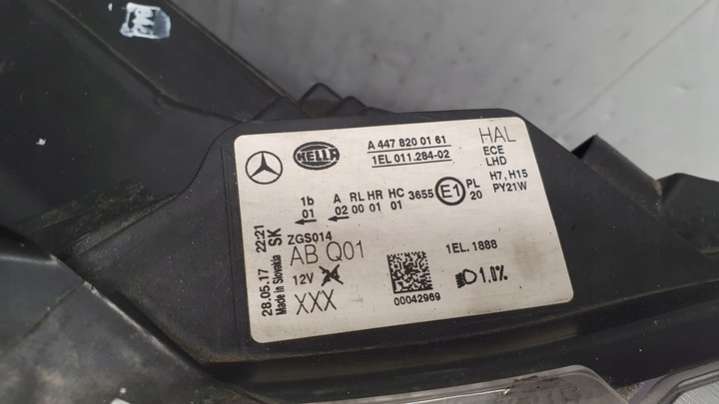 HELLA
A 447 820 01 61
1EL 011.284-02
HAL
ECE
LHD
H7, H15
PY21W
1b A RL HR HC 3655 E1 PL
01 02 00 01 01 20
ZGS014
AB Q01
12V
XXX
1EL. 1888
1.0%
00042969
28.05.17 22:21
Made in Slovakia SK